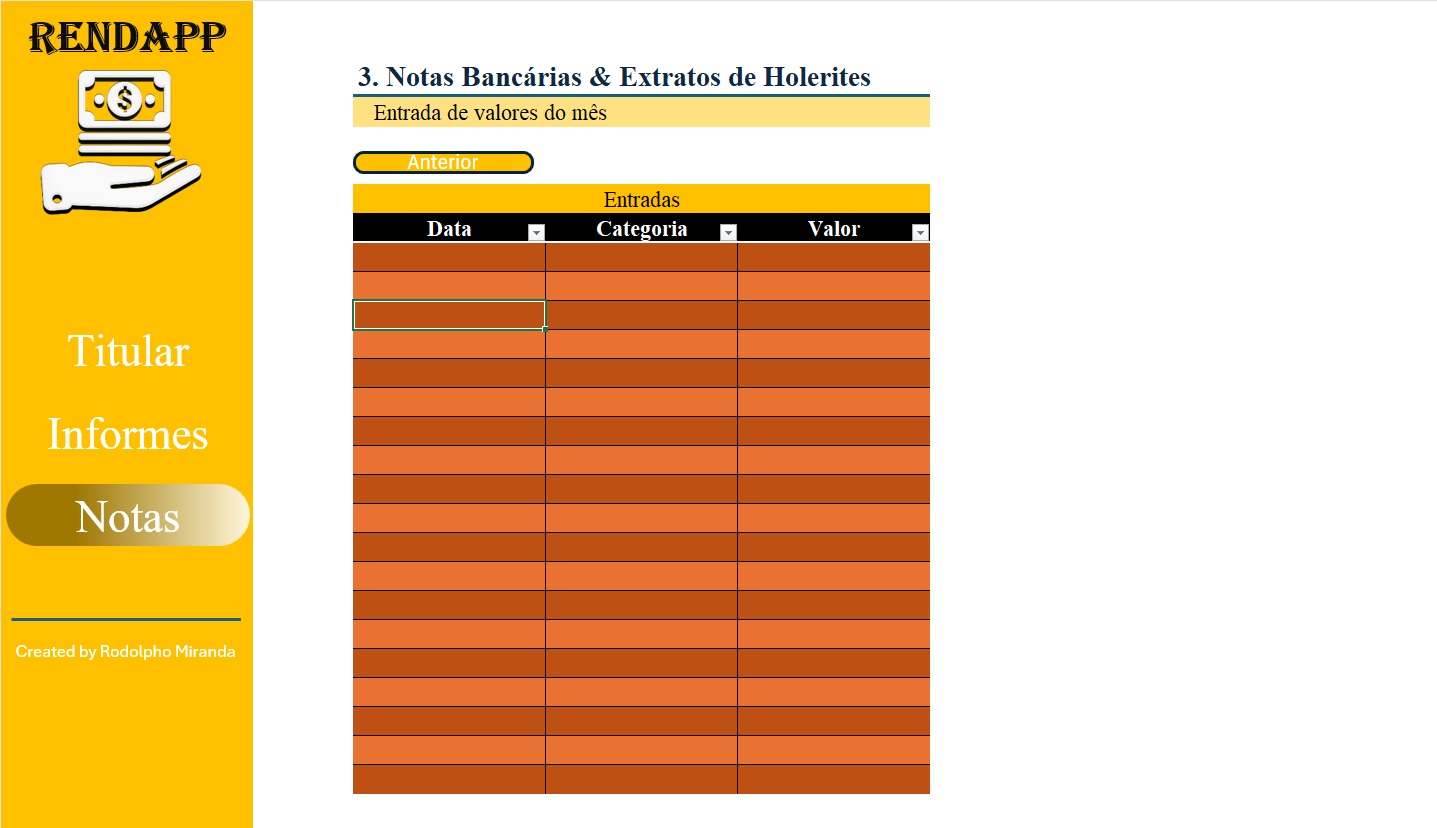 RENDAPP
$
Titular
Informes
Notas
Created by Rodolpho Miranda
3. Notas Bancárias & Extratos de Holerites
Entrada de valores do mês
Anterior
Entradas
Data Categoria Valor